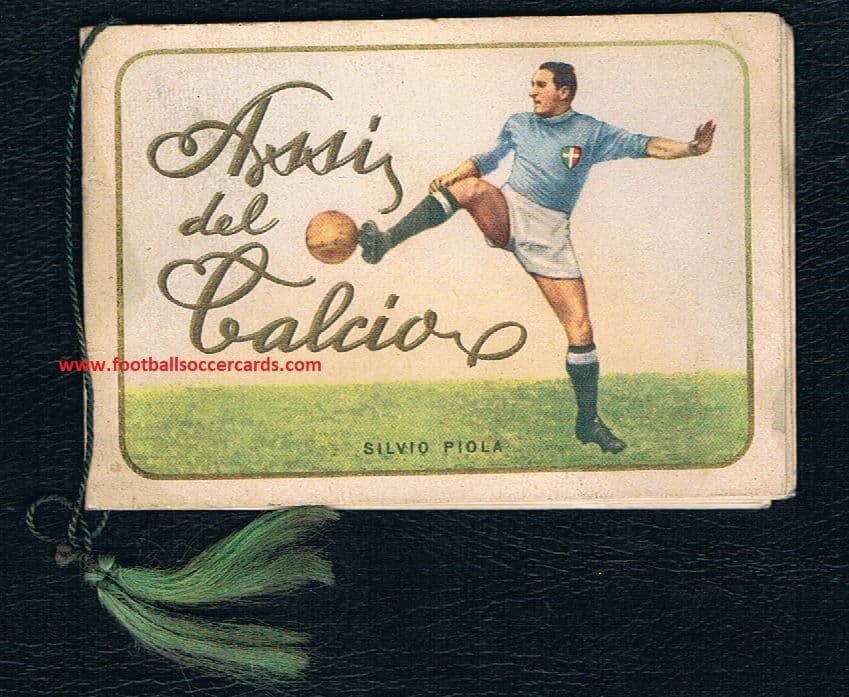 Assi
del
Calcio
www.footballsoccercards.com
SILVIO PIOLA